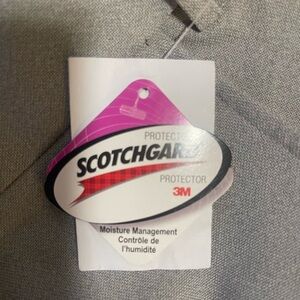 PROTECTOR
SCOTCHGARD
PROTECTOR
3M
Moisture Management
Contrôle de
l'humidité